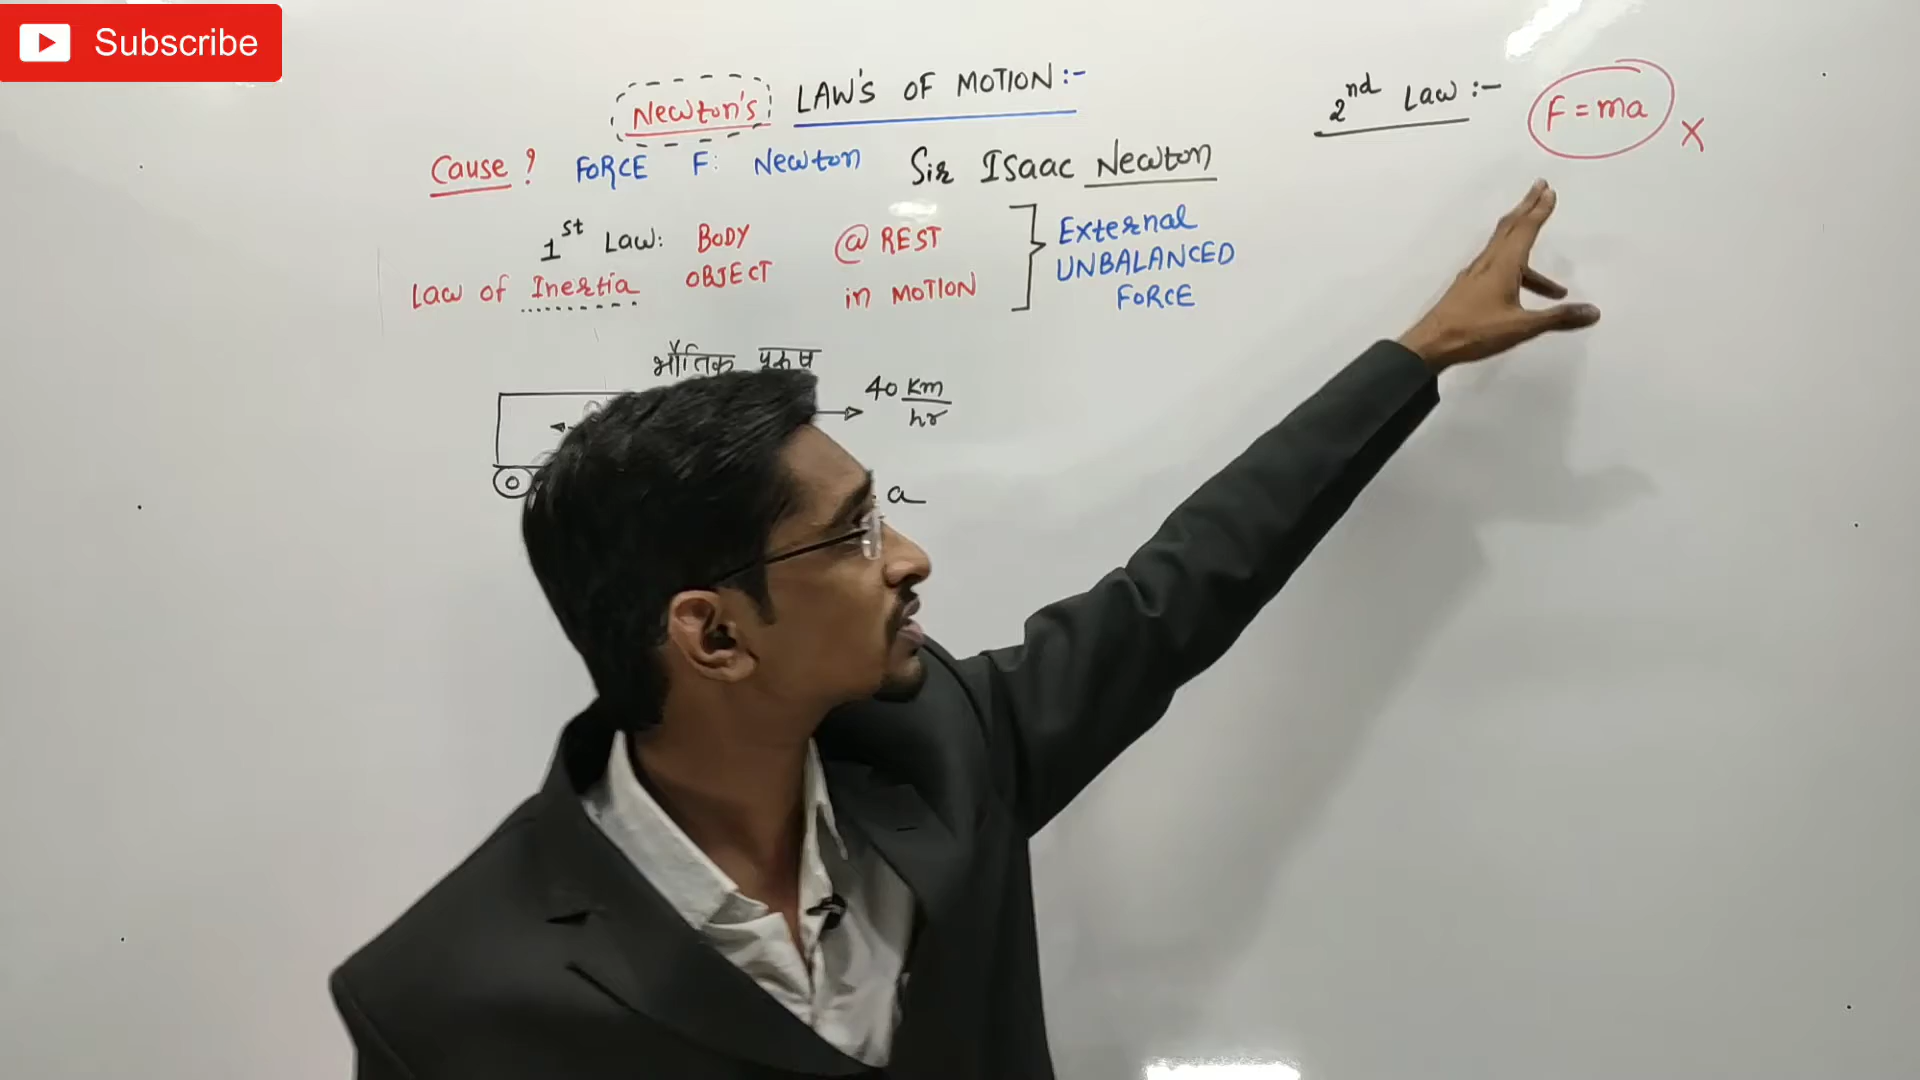 Subscribe
Newton's LAW'S OF MOTION:-
Cause? FORCE F: Newton Sir Isaac Newton
1st Law: BODY @ REST External
OBJECT UNBALANCED
Law of Inertia in MOTION FORCE
भौतिक
40 Km
hr
a
2nd Law :- F = ma X